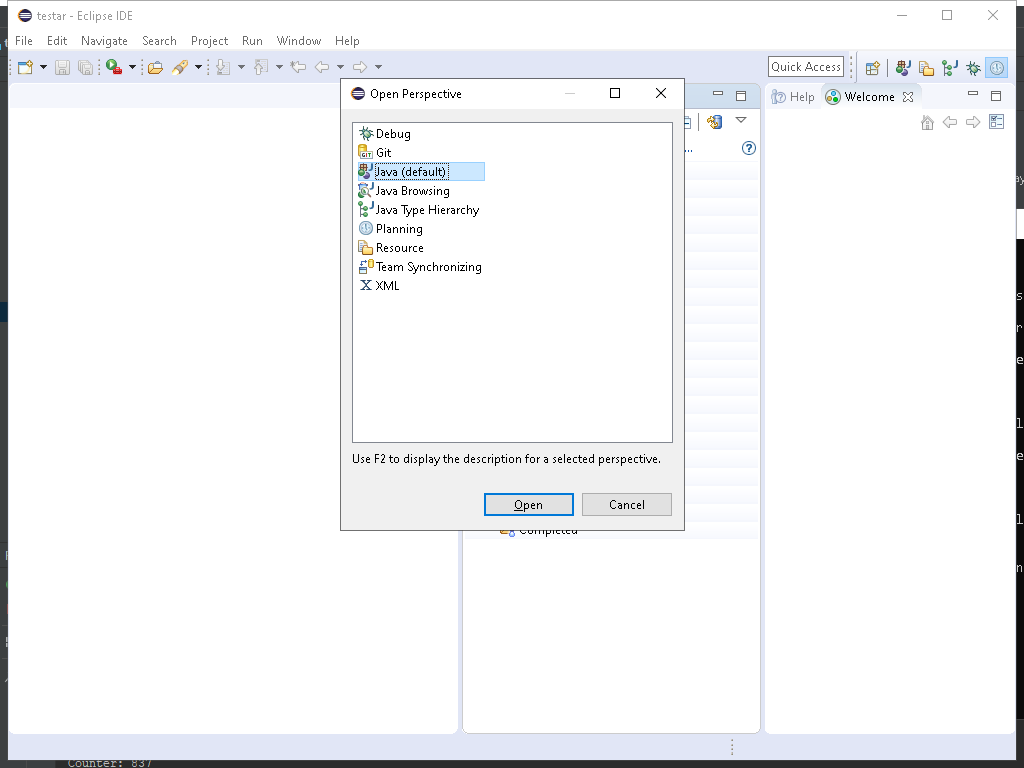 testar - Eclipse IDE
File Edit Navigate Search Project Run Window Help
Quick Access
Open Perspective
Help Welcome
Debug
GIT Git
Java (default)
Java Browsing
Java Type Hierarchy
Planning
Resource
Team Synchronizing
X XML
...
Use F2 to display the description for a selected perspective.
Open Cancel
Completed
Counter: 837